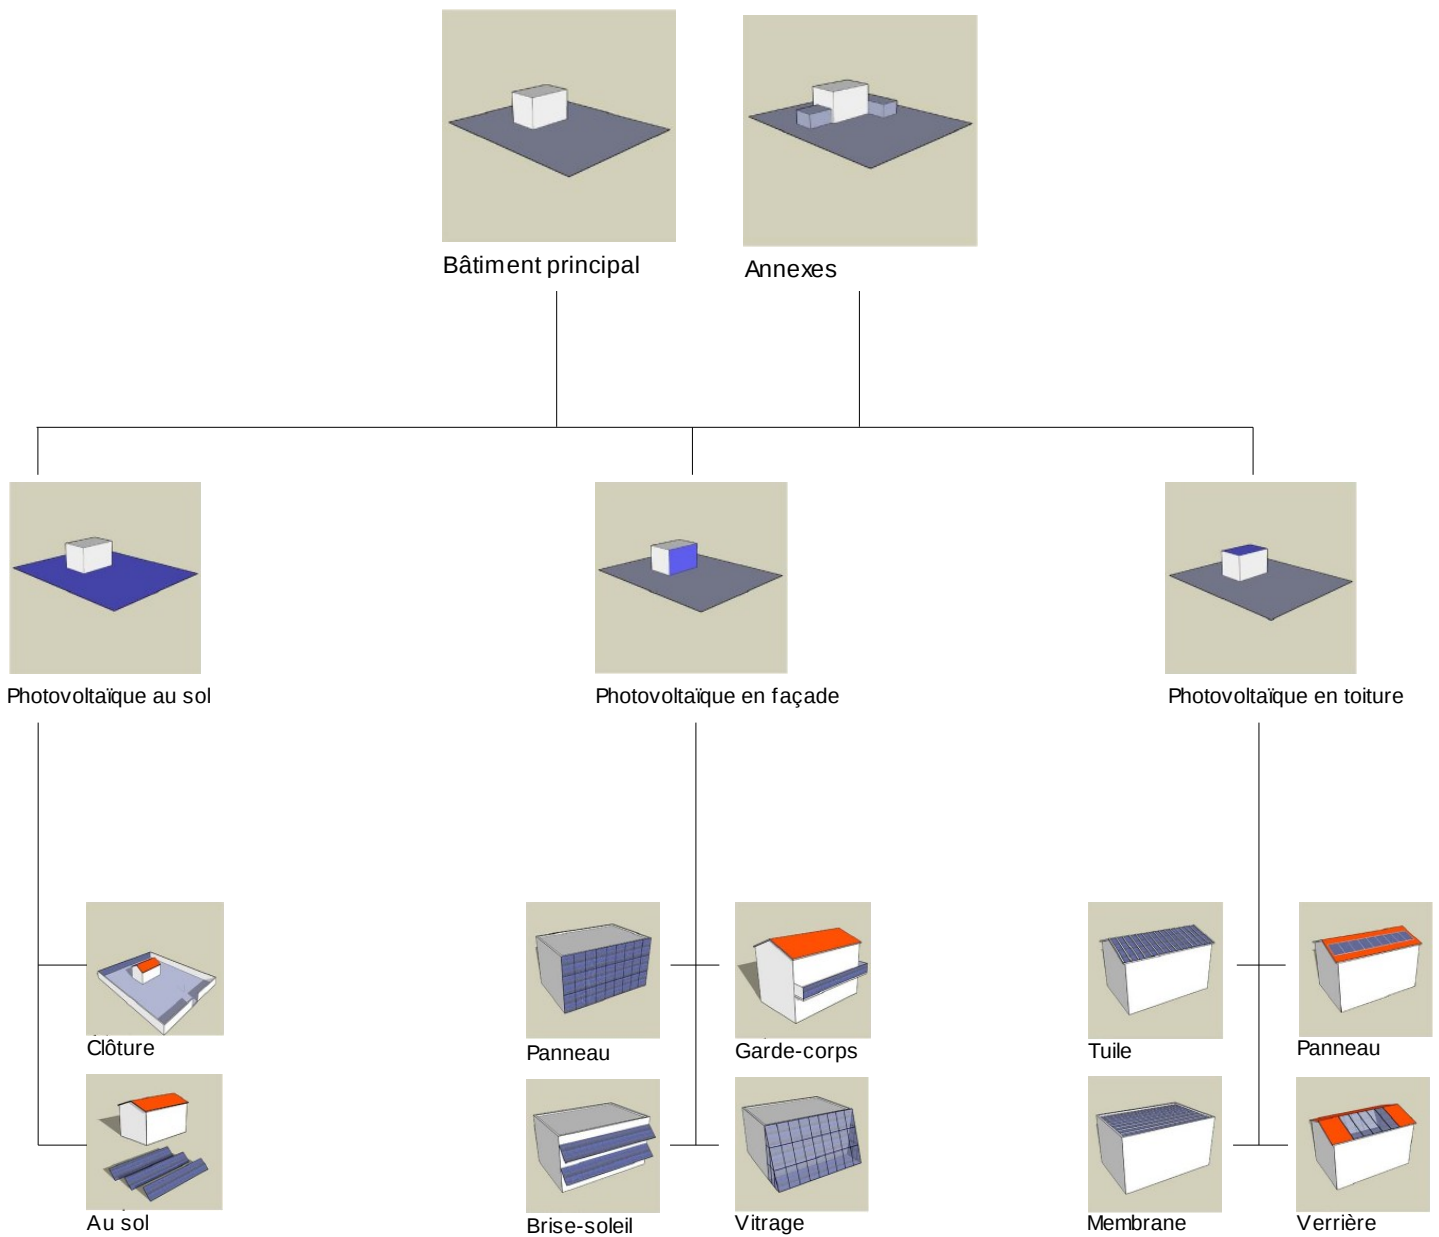 Bâtiment principal
Annexes
Photovoltaïque au sol
Photovoltaïque en façade
Photovoltaïque en toiture
Clôture
Panneau
Garde-corps
Tuile
Panneau
Au sol
Brise-soleil
Vitrage
Membrane
Verrière